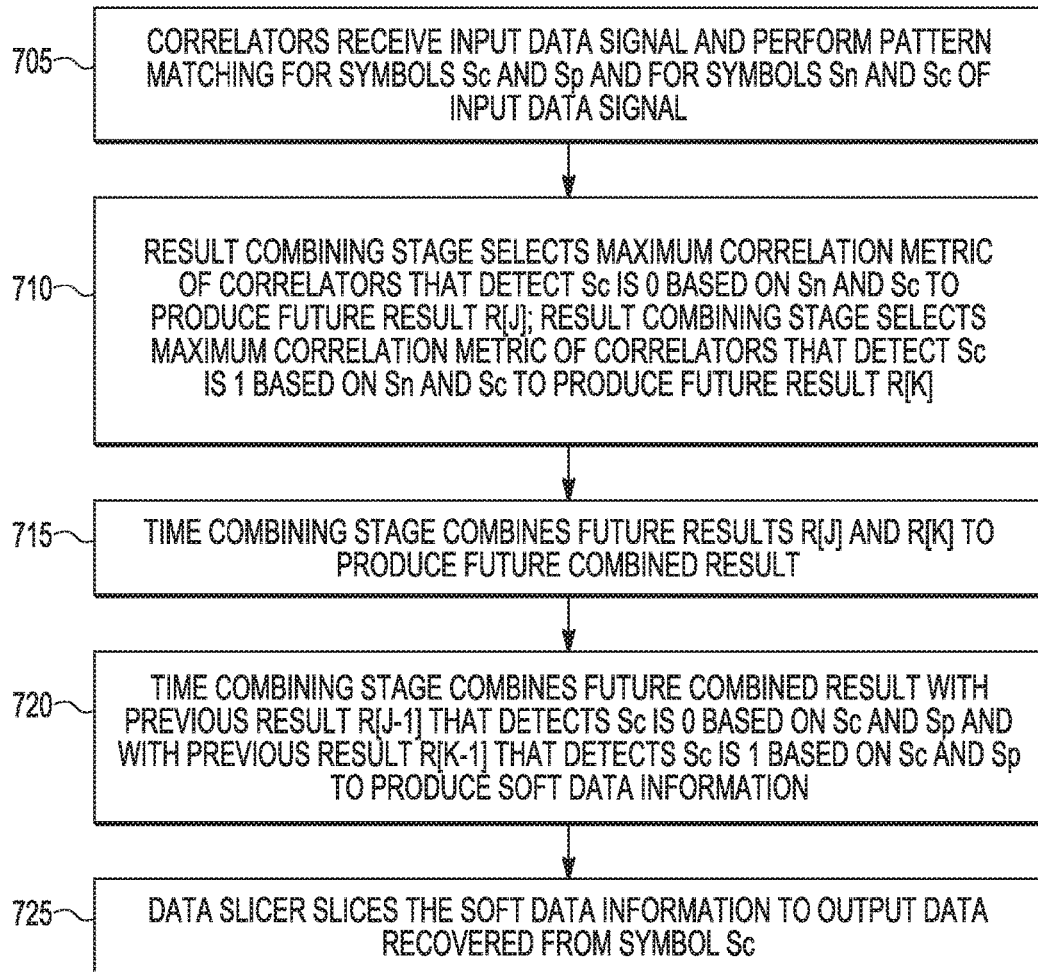 705
CORRELATORS RECEIVE INPUT DATA SIGNAL AND PERFORM PATTERN
MATCHING FOR SYMBOLS Sc AND Sp AND FOR SYMBOLS Sn AND Sc OF
INPUT DATA SIGNAL
710
RESULT COMBINING STAGE SELECTS MAXIMUM CORRELATION METRIC
OF CORRELATORS THAT DETECT Sc IS 0 BASED ON Sn AND Sc TO
PRODUCE FUTURE RESULT R[J]; RESULT COMBINING STAGE SELECTS
MAXIMUM CORRELATION METRIC OF CORRELATORS THAT DETECT Sc
IS 1 BASED ON Sn AND Sc TO PRODUCE FUTURE RESULT R[K]
715
TIME COMBINING STAGE COMBINES FUTURE RESULTS R[J] AND R[K] TO
PRODUCE FUTURE COMBINED RESULT
720
TIME COMBINING STAGE COMBINES FUTURE COMBINED RESULT WITH
PREVIOUS RESULT R[J-1] THAT DETECTS Sc IS 0 BASED ON Sc AND Sp AND
WITH PREVIOUS RESULT R[K-1] THAT DETECTS Sc IS 1 BASED ON Sc AND Sp
TO PRODUCE SOFT DATA INFORMATION
725
DATA SLICER SLICES THE SOFT DATA INFORMATION TO OUTPUT DATA
RECOVERED FROM SYMBOL Sc